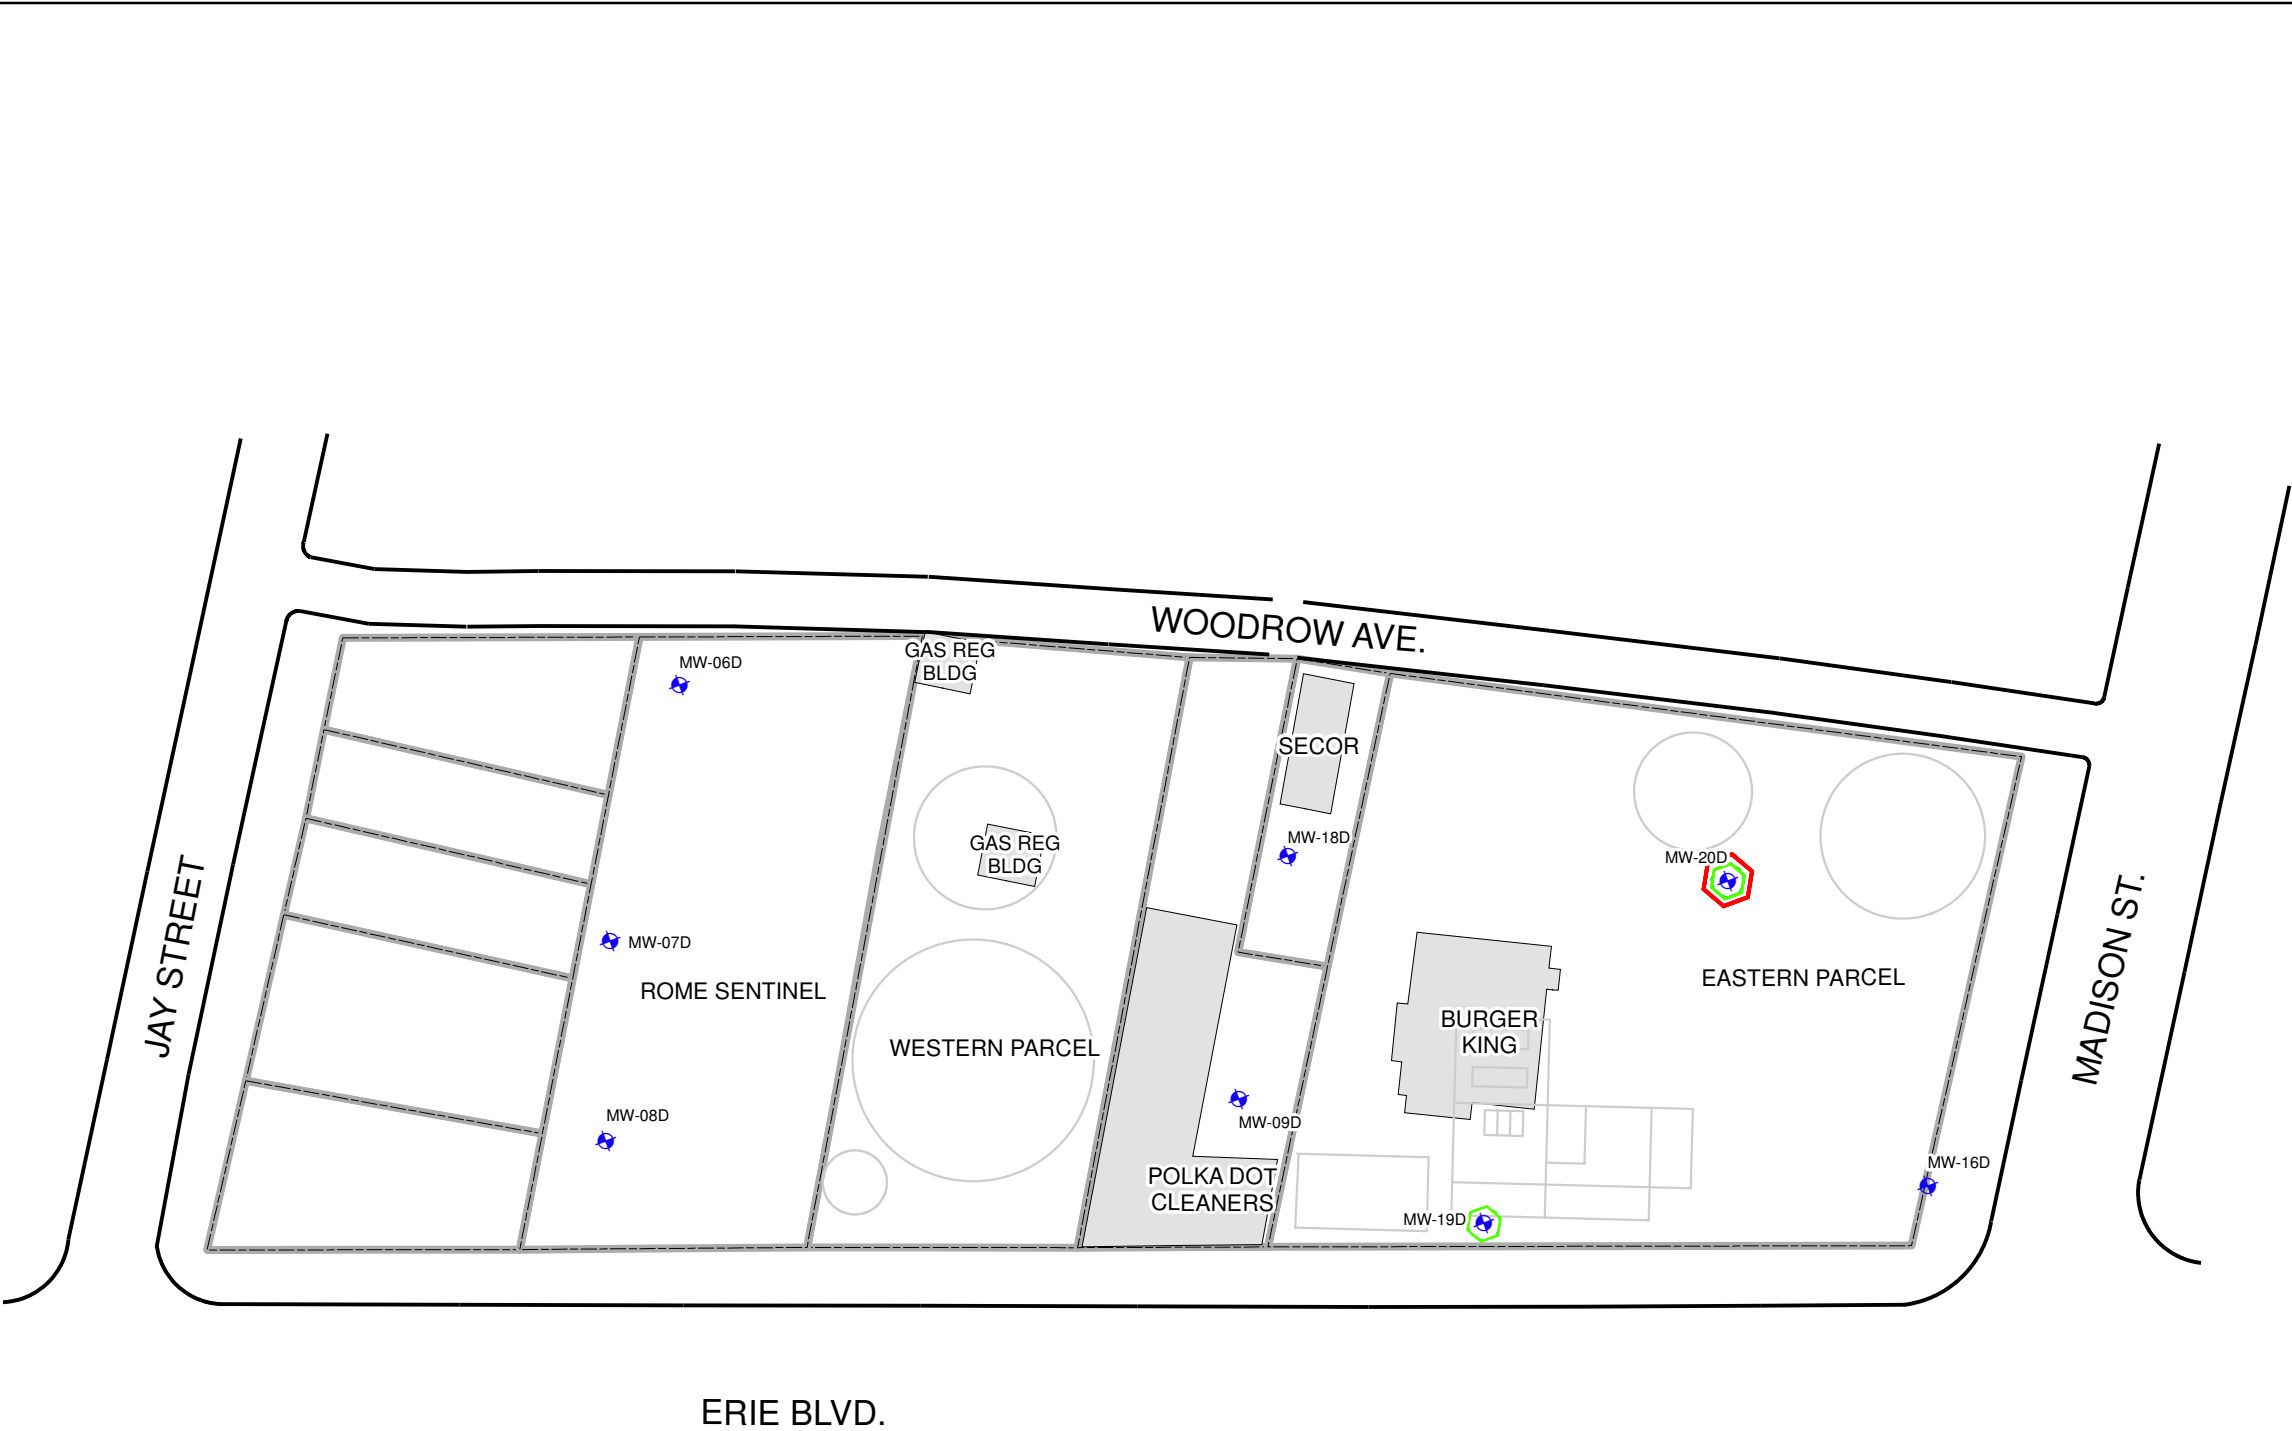 WOODROW AVE.
GAS REG
BLDG
MW-06D
SECOR
MW-18D
GAS REG
BLDG
MW-20D
JAY STREET
MW-07D
ROME SENTINEL
EASTERN PARCEL
MADISON ST.
BURGER
KING
WESTERN PARCEL
MW-08D
MW-09D
POLKA DOT
CLEANERS
MW-16D
MW-19D
ERIE BLVD.